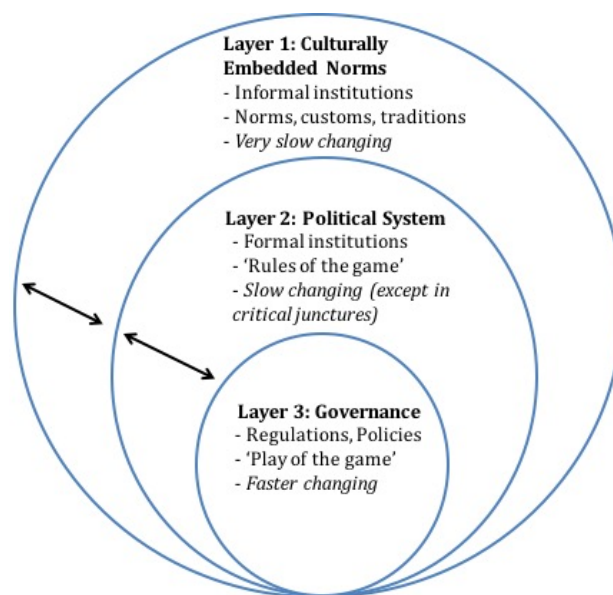 Layer 1: Culturally
Embedded Norms
- Informal institutions
- Norms, customs, traditions
- Very slow changing
Layer 2: Political System
- Formal institutions
- ‘Rules of the game’
- Slow changing (except in
critical junctures)
Layer 3: Governance
- Regulations, Policies
- ‘Play of the game’
- Faster changing